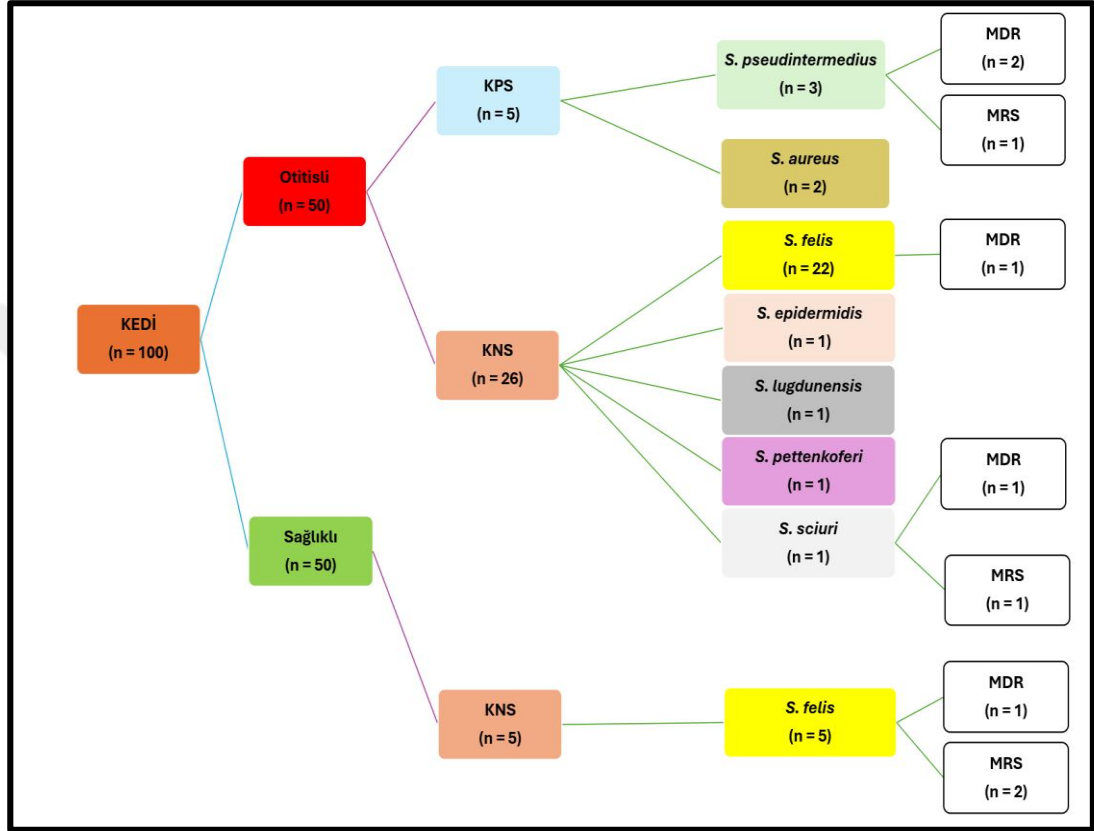 KEDİ
(n = 100)
Otitisli
(n = 50)
KPS
(n = 5)
S. pseudintermedius
(n = 3)
MDR
(n = 2)
MRS
(n = 1)
S. aureus
(n = 2)
KNS
(n = 26)
S. felis
(n = 22)
MDR
(n = 1)
S. epidermidis
(n = 1)
S. lugdunensis
(n = 1)
S. pettenkoferi
(n = 1)
S. sciuri
(n = 1)
MDR
(n = 1)
MRS
(n = 1)
Sağlıklı
(n = 50)
KNS
(n = 5)
S. felis
(n = 5)
MDR
(n = 1)
MRS
(n = 2)